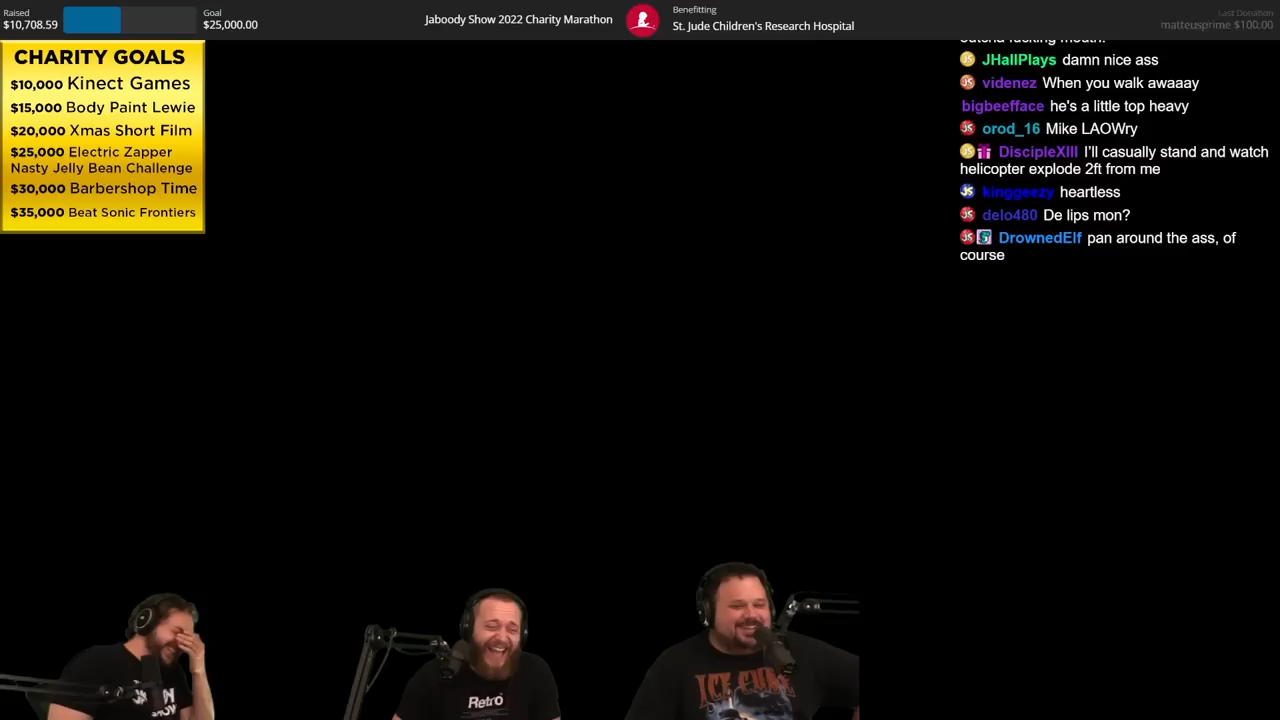 Raised
$10,708.59
Goal
$25,000.00
Jaboody Show 2022 Charity Marathon
Benefitting
St. Jude Children's Research Hospital
Last Donation
matteusprime $100.00
CHARITY GOALS
$10,000 Kinect Games
$15,000 Body Paint Lewie
$20,000 Xmas Short Film
$25,000 Electric Zapper
Nasty Jelly Bean Challenge
$30,000 Barbershop Time
$35,000 Beat Sonic Frontiers
JHallPlays damn nice ass
videnez When you walk awaaay
bigbeefface he's a little top heavy
orod_16 Mike LAOWry
DiscipleXIII I'll casually stand and watch
helicopter explode 2ft from me
kinggeezy heartless
delo480 De lips mon?
DrownedElf pan around the ass, of
course
Retro
ICE CUBE